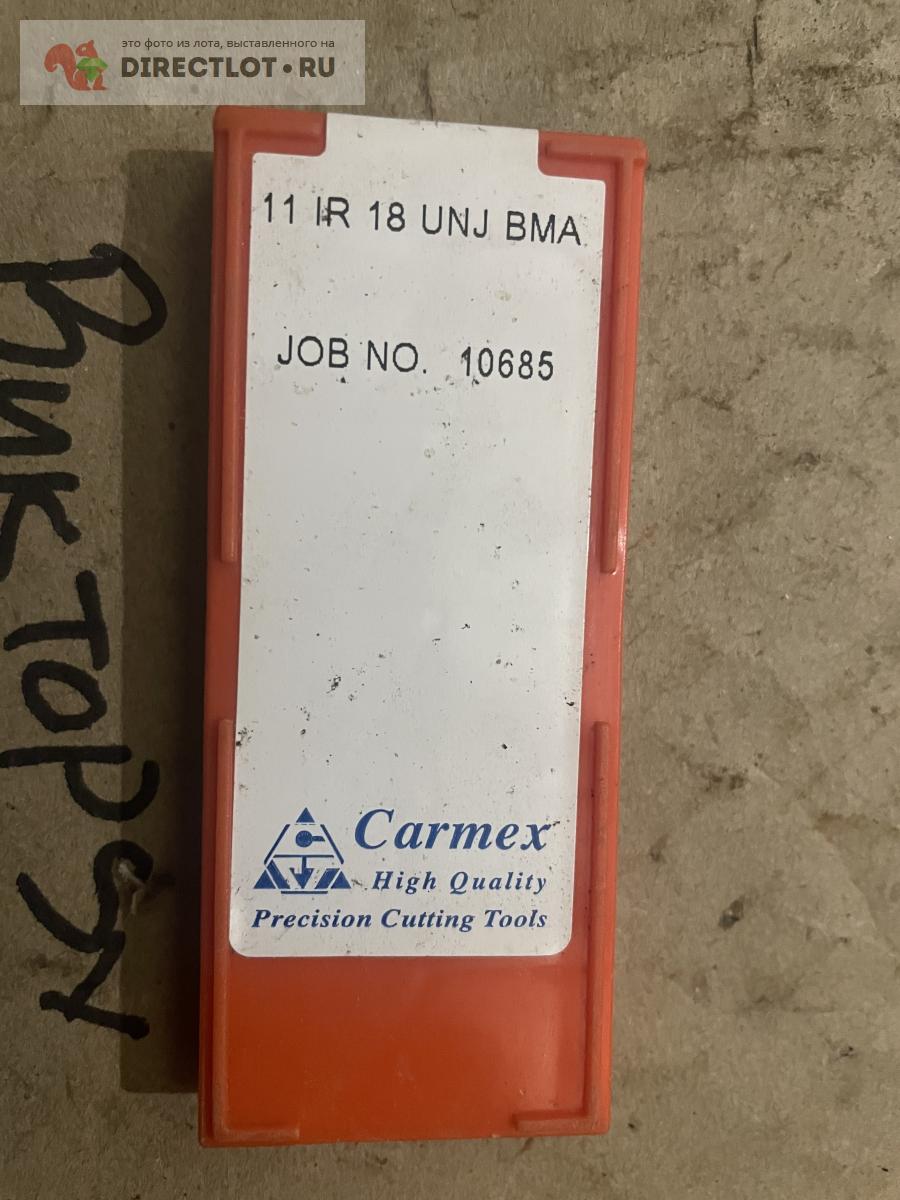 это фото из лота, выставленного на
DIRECTLOT.RU
11 IR 18 UNJ BMA
JOB NO. 10685
Carmex
High Quality
Precision Cutting Tools
Виктор 94